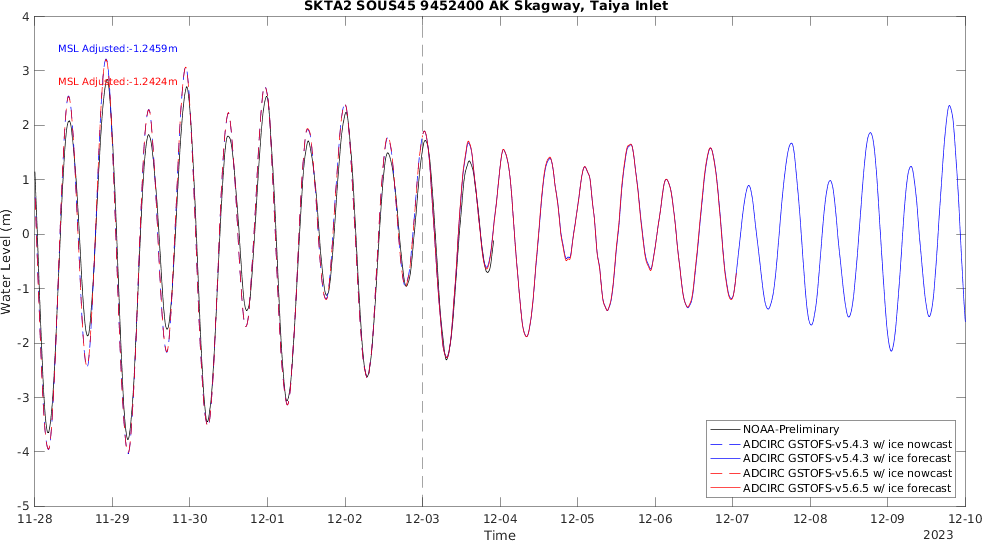 SKTA2 SOUS45 9452400 AK Skagway, Taiya Inlet
4
3
2
1
0
-1
-2
-3
-4
-5
Water Level (m)
MSL Adjusted:-1.2459m
MSL Adjusted:-1.2424m
NOAA-Preliminary
ADCIRC GSTOFS-v5.4.3 w/ ice nowcast
ADCIRC GSTOFS-v5.4.3 w/ ice forecast
ADCIRC GSTOFS-v5.6.5 w/ ice nowcast
ADCIRC GSTOFS-v5.6.5 w/ ice forecast
11-28 11-29 11-30 12-01 12-02 12-03 12-04 12-05 12-06 12-07 12-08 12-09 12-10
Time
2023